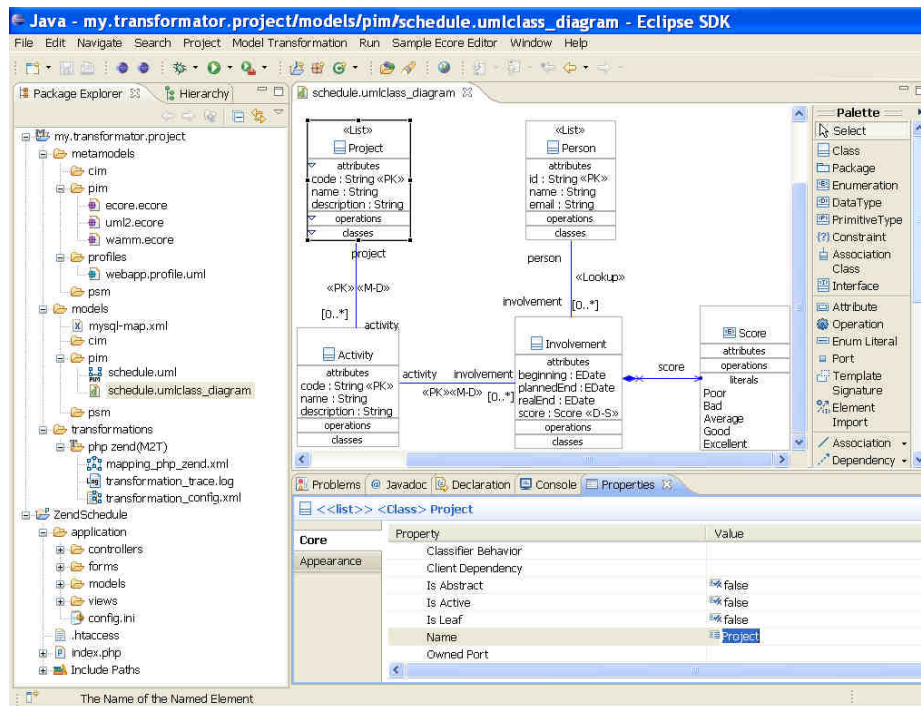 Java - my.transformator.project/models/pim/schedule.umlclass_diagram - Eclipse SDK
File Edit Navigate Search Project Model Transformation Run Sample Ecore Editor Window Help
Package Explorer
Hierarchy
my.transformator.project
metamodels
cim
pim
ecore.ecore
uml2.ecore
wamm.ecore
profiles
webapp.profile.uml
psm
models
mysql-map.xml
cim
pim
schedule.uml
schedule.umlclass_diagram
psm
transformations
php zend(M2T)
mapping_php_zend.xml
transformation_trace.log
transformation_config.xml
ZendSchedule
application
controllers
forms
models
views
config.ini
.htaccess
index.php
Include Paths
schedule.umlclass_diagram
«List»
Project
attributes
code : String «PK»
name : String
description : String
operations
classes
«List»
Person
attributes
id : String «PK»
name : String
email : String
operations
classes
project
«PK»«M-D»
[0..*]
activity
person
«Lookup»
involvement [0..*]
Activity
attributes
code : String «PK»
name : String
description : String
operations
classes
activity involvement
«PK»«M-D» [0..*]
Involvement
attributes
beginning : EDate
plannedEnd : EDate
realEnd : EDate
score : Score «D-S»
operations
classes
score
Score
attributes
operations
literals
Poor
Bad
Average
Good
Excellent
Palette
Select
Class
Package
Enumeration
DataType
PrimitiveType
Constraint
Association
Class
Interface
Attribute
Operation
Enum Literal
Port
Template
Signature
Element
Import
Association
Dependency
Problems @ Javadoc Declaration Console Properties
<<list>> <Class> Project
Core
Appearance
Property Value
Classifier Behavior
Client Dependency
Is Abstract false
Is Active false
Is Leaf false
Name Project
Owned Port
The Name of the Named Element